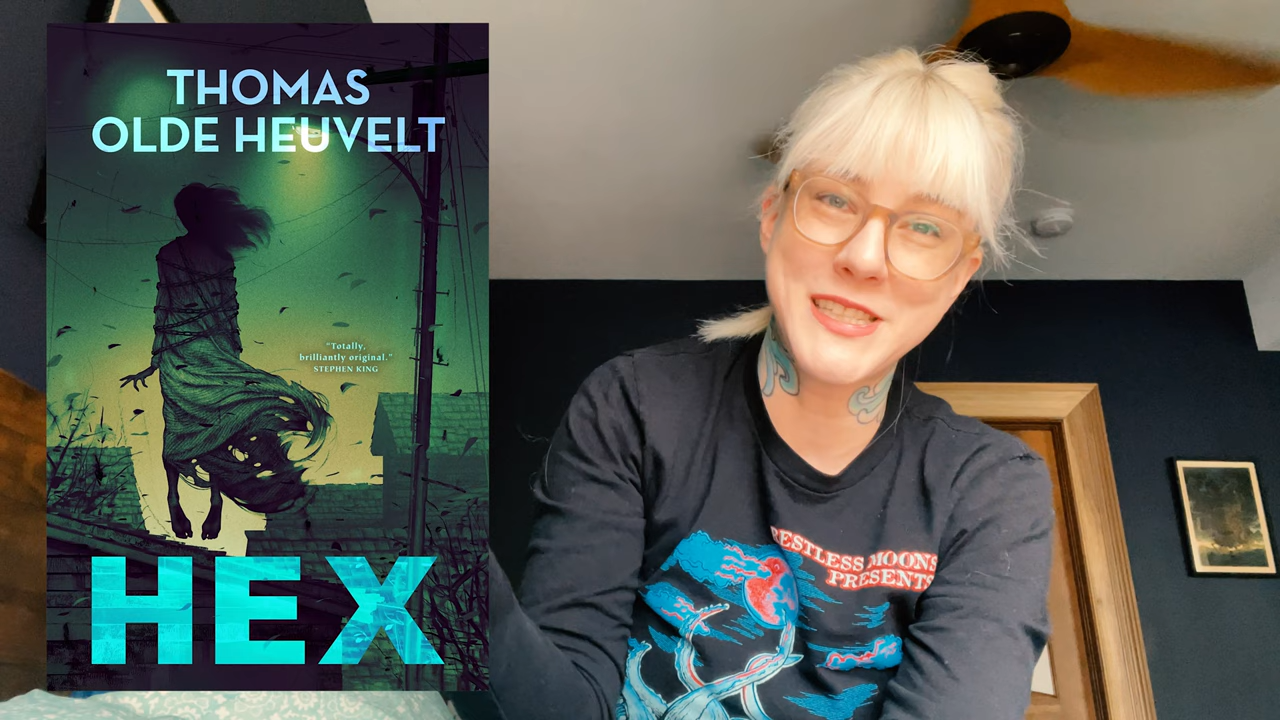 THOMAS
OLDE HEUVELT
"Totally,
brilliantly original."
STEPHEN KING
HEX
RESTLESS MOONS
PRESENTS